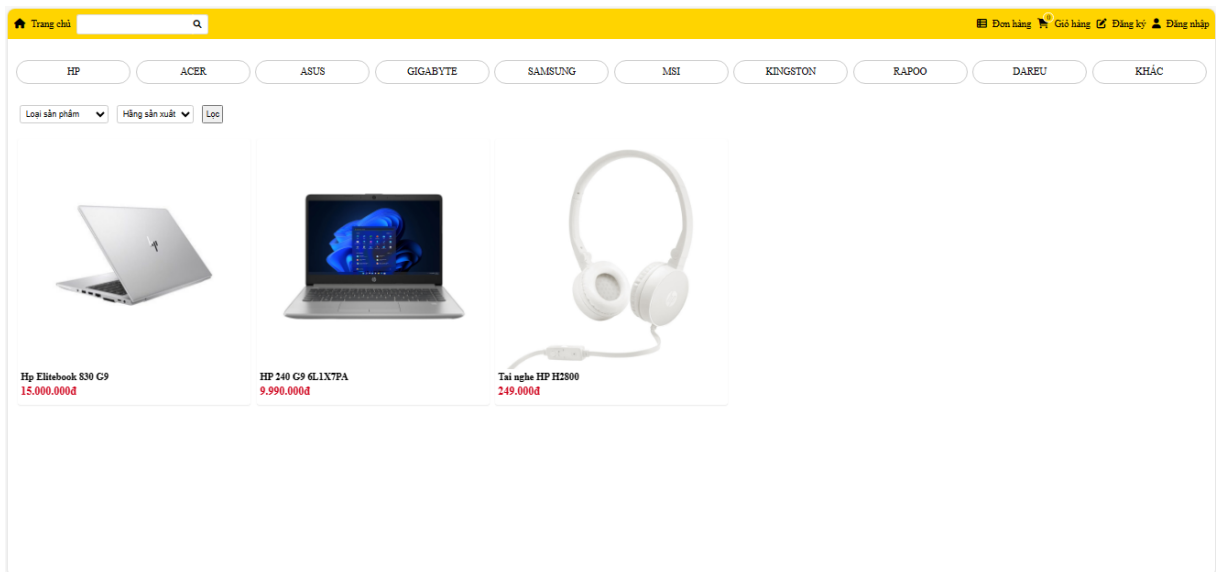 Trang chủ
0
Đơn hàng Giỏ hàng Đăng ký Đăng nhập
HP ACER ASUS GIGABYTE SAMSUNG MSI KINGSTON RAPOO DAREU KHÁC
Loại sản phẩm Hãng sản xuất Lọc
Hp Elitebook 830 G9
15.000.000đ
HP 240 G9 6L1X7PA
9.990.000đ
Tai nghe HP H2800
249.000đ